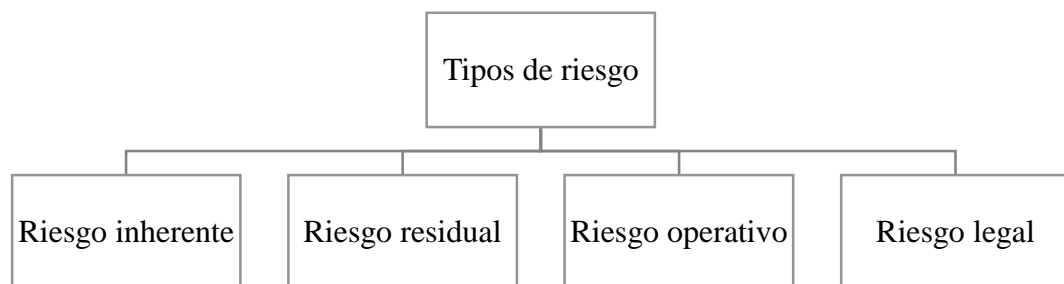 Tipos de riesgo
Riesgo inherente
Riesgo residual
Riesgo operativo
Riesgo legal